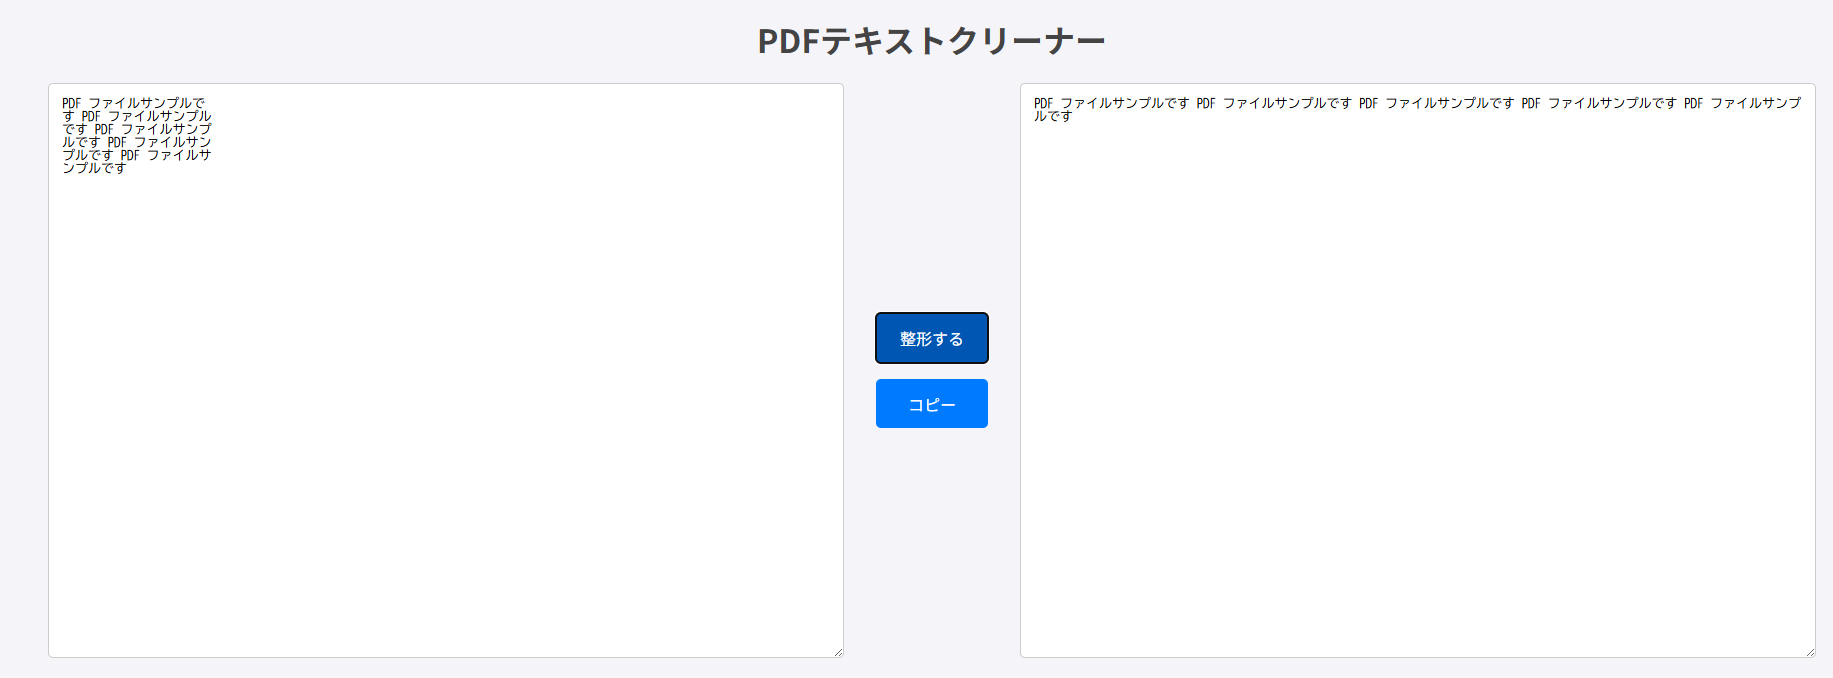 PDFテキストクリーナー
PDF ファイルサンプルで
す PDF ファイルサンプル
です PDF ファイルサンプ
ルです PDF ファイルサン
プルです PDF ファイルサ
ンプルです
整形する
コピー
PDF ファイルサンプルです PDF ファイルサンプルです PDF ファイルサンプルです PDF ファイルサンプルです PDF ファイルサンプ
ルです